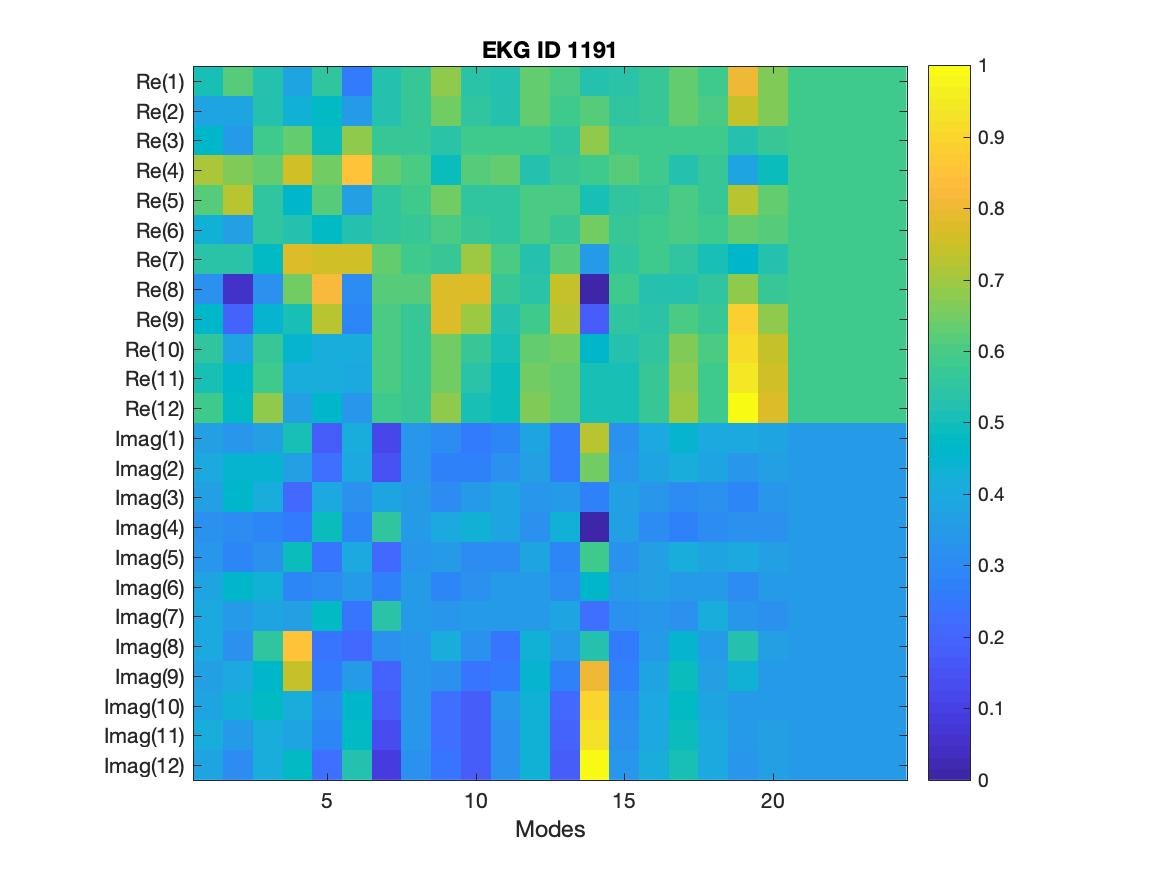 EKG ID 1191
Re(1)
Re(2)
Re(3)
Re(4)
Re(5)
Re(6)
Re(7)
Re(8)
Re(9)
Re(10)
Re(11)
Re(12)
Imag(1)
Imag(2)
Imag(3)
Imag(4)
Imag(5)
Imag(6)
Imag(7)
Imag(8)
Imag(9)
Imag(10)
Imag(11)
Imag(12)
5 10 15 20
Modes
1
0.9
0.8
0.7
0.6
0.5
0.4
0.3
0.2
0.1
0